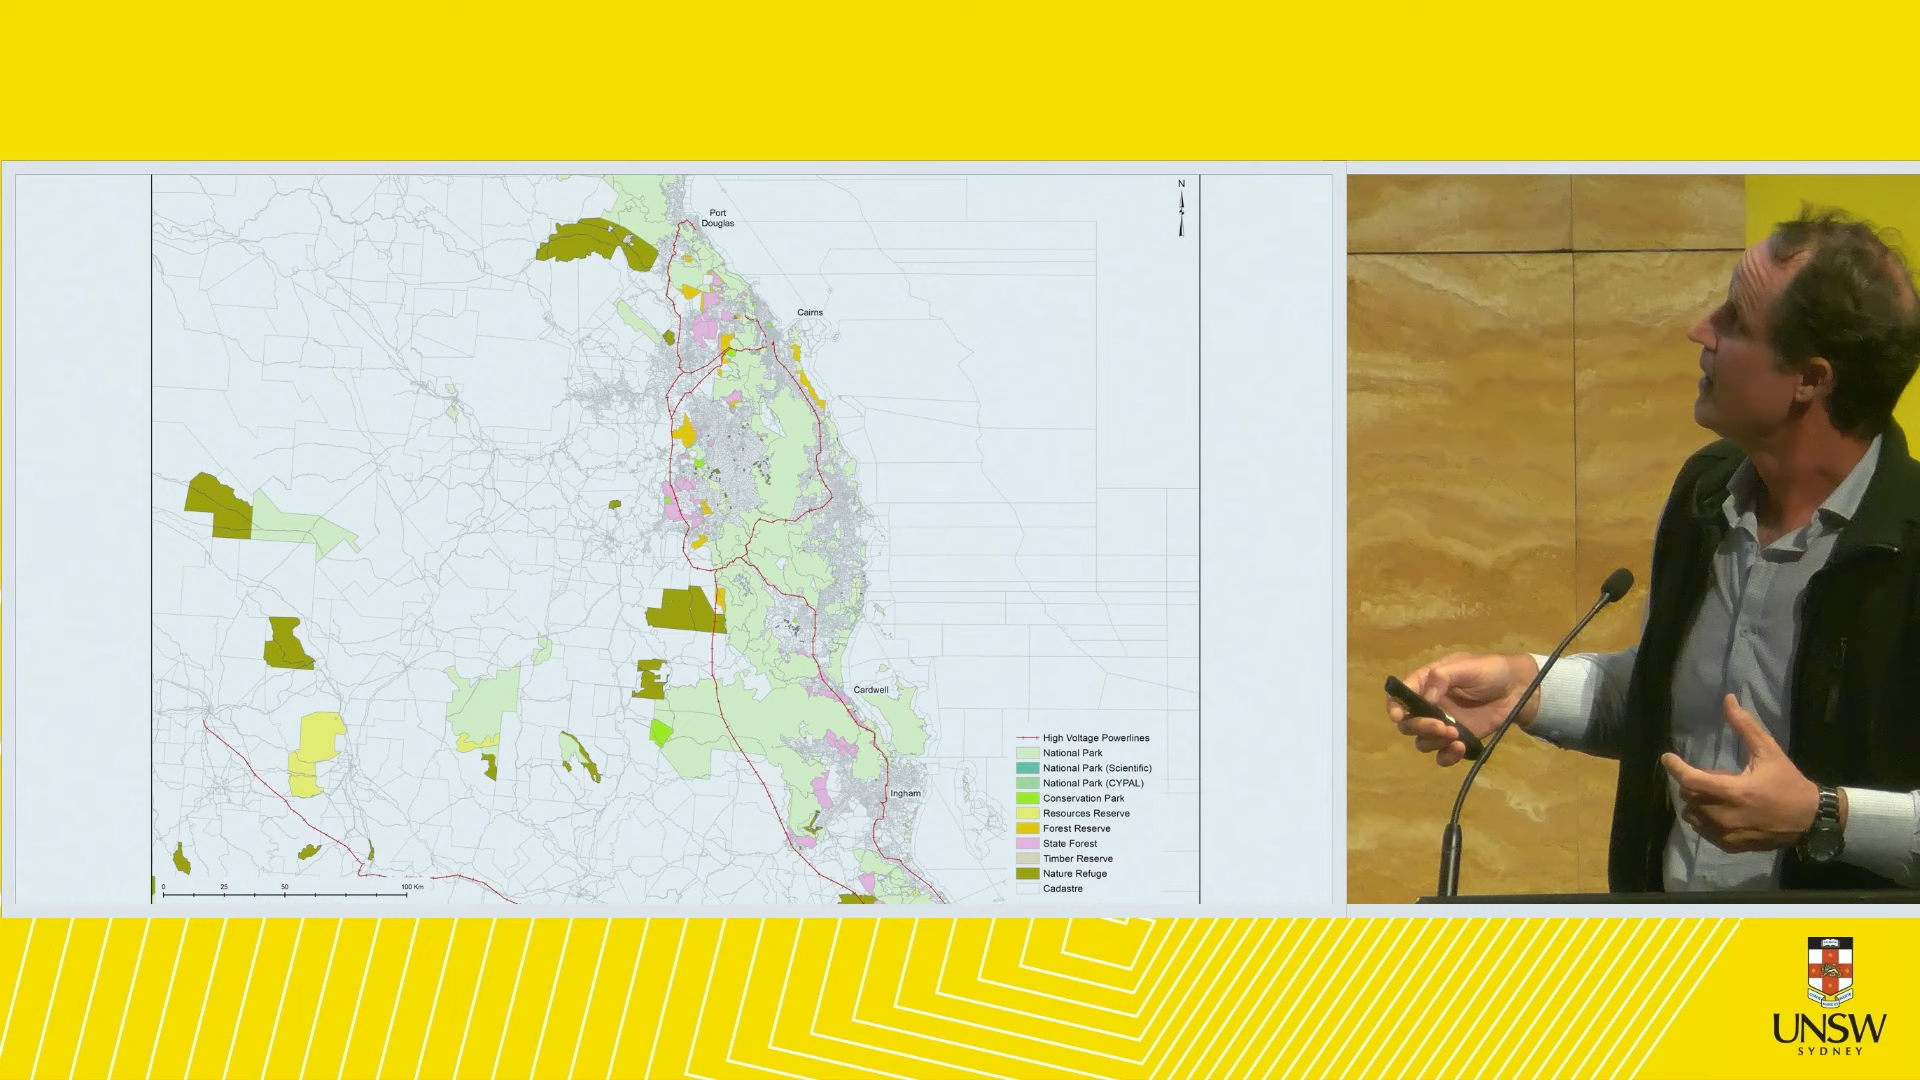 N
Port
Douglas
Cairns
Cardwell
Ingham
High Voltage Powerlines
National Park
National Park (Scientific)
National Park (CYPAL)
Conservation Park
Resources Reserve
Forest Reserve
State Forest
Timber Reserve
Nature Refuge
Cadastre
0 25 50 100 Km
UNSW
SYDNEY